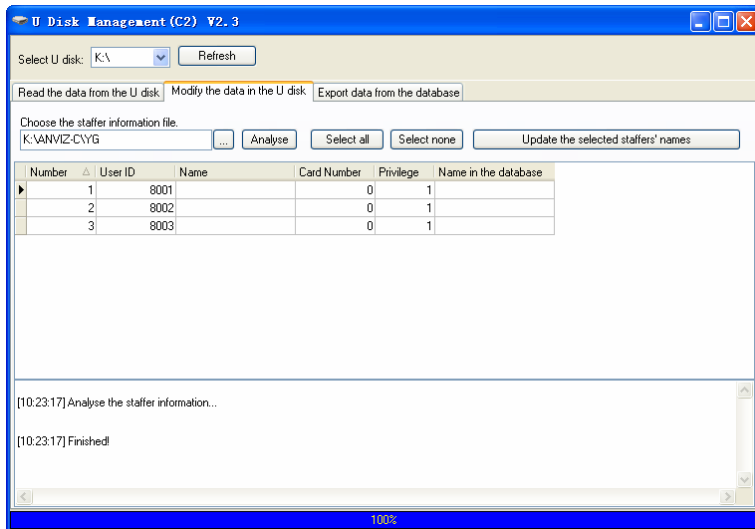 U Disk Management(C2) V2.3
Select U disk: K:\ Refresh
Read the data from the U disk Modify the data in the U disk Export data from the database
Choose the staffer information file.
K:\ANVIZ-C\YG ... Analyse Select all Select none Update the selected staffers' names
Number User ID Name Card Number Privilege Name in the database
1 8001 0 1
2 8002 0 1
3 8003 0 1
[10:23:17] Analyse the staffer information...
[10:23:17] Finished!
100%